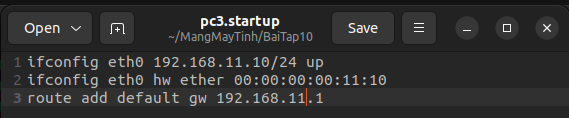 pc3.startup
Open
~/MangMayTinh/BaiTap10
Save
1 ifconfig eth0 192.168.11.10/24 up
2 ifconfig eth0 hw ether 00:00:00:00:11:10
3 route add default gw 192.168.11.1